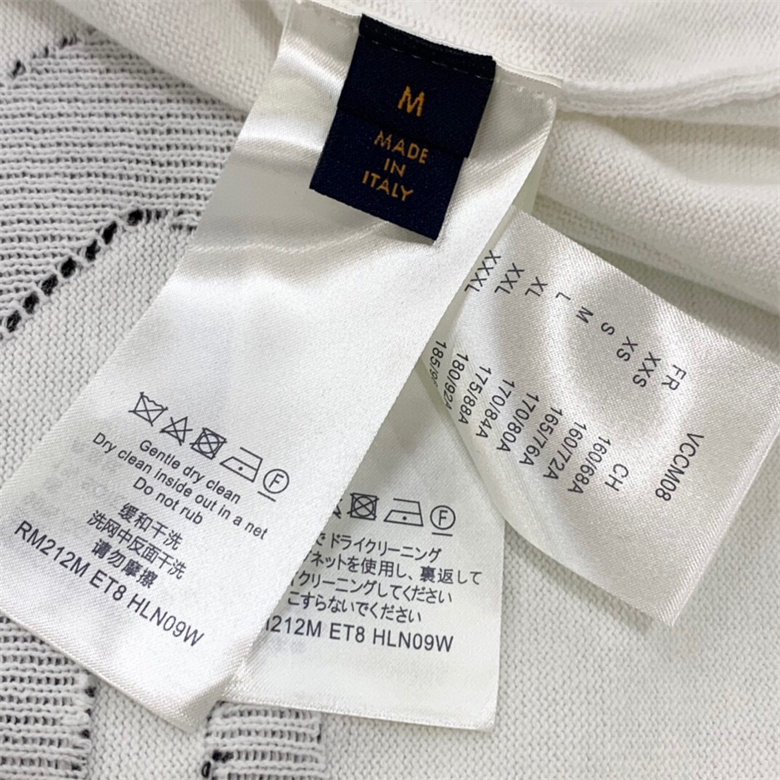 M
MADE
IN
ITALY
Gentle dry clean
Dry clean inside out in a net
Do not rub
缓和干洗
洗网中反面干洗
请勿摩擦
RM212M ET8 HLN09W
F
で ドライクリーニング
ネットを使用し、裏返して
イクリーニングしてください
こすらないでください
212M ET8 HLN09W
F
VCCM08
FR CH
XXS 160/68A
XS 160/72A
S 165/76A
M 170/80A
L 170/84A
XL 175/88A
XXL 180/92A
XXXL 185/9